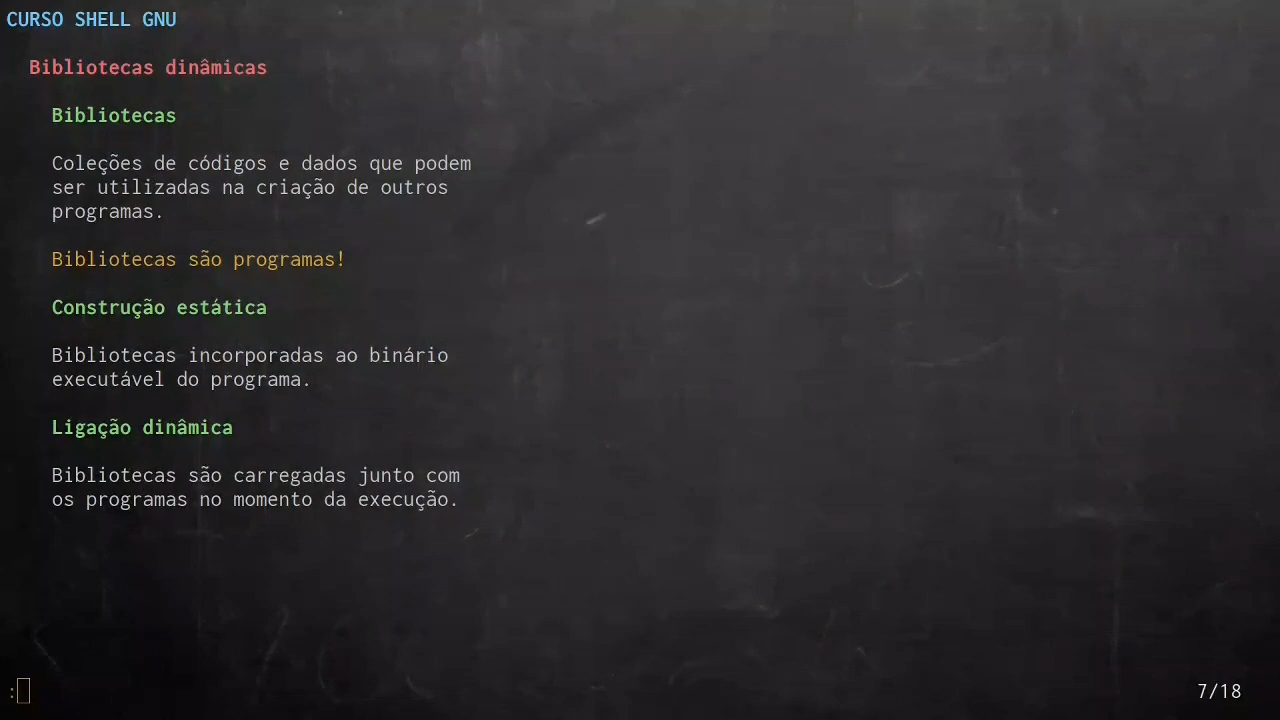 CURSO SHELL GNU
Bibliotecas dinâmicas
Bibliotecas
Coleções de códigos e dados que podem
ser utilizadas na criação de outros
programas.
Bibliotecas são programas!
Construção estática
Bibliotecas incorporadas ao binário
executável do programa.
Ligação dinâmica
Bibliotecas são carregadas junto com
os programas no momento da execução.
:
7/18